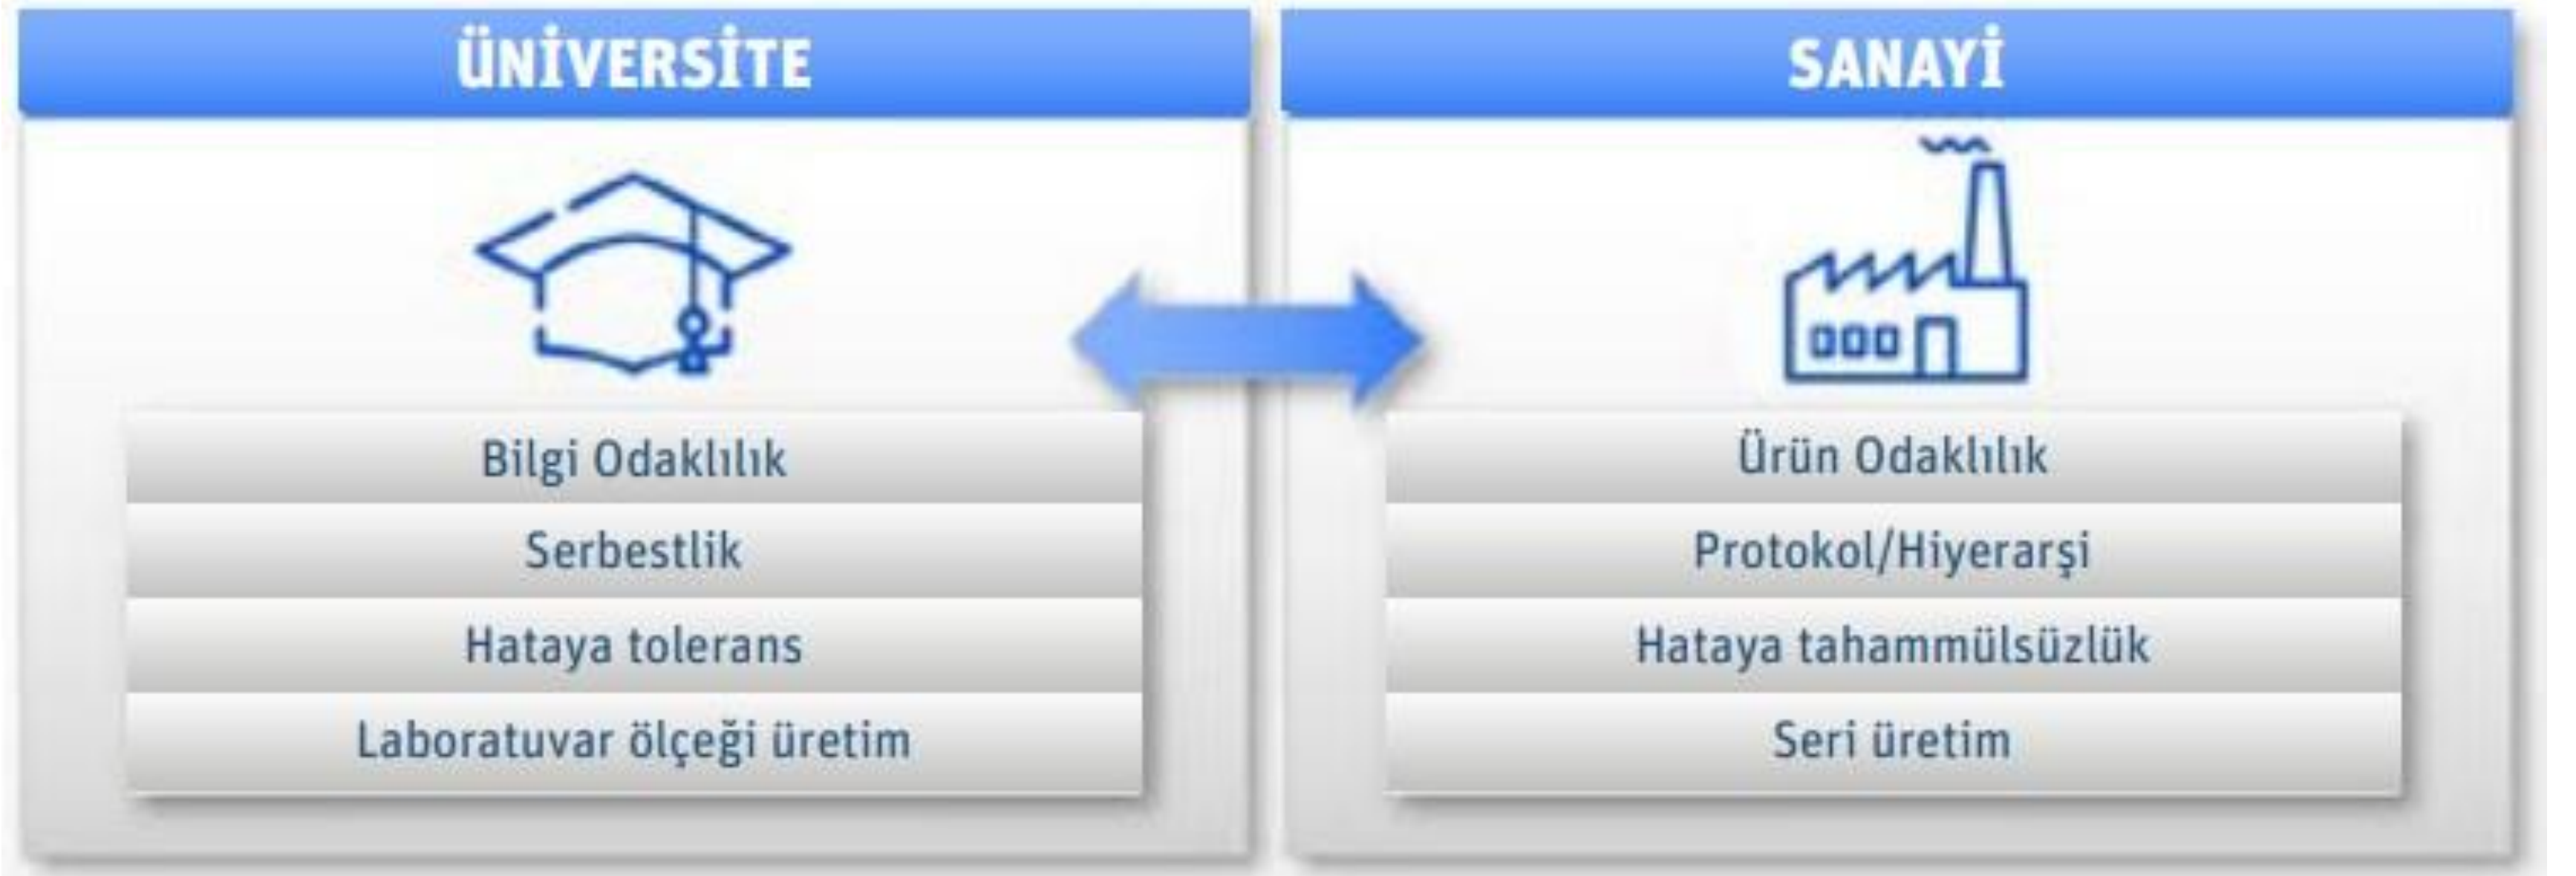 ÜNİVERSİTE
Bilgi Odaklılık
Serbestlik
Hataya tolerans
Laboratuvar ölçeği üretim
SANAYİ
Ürün Odaklılık
Protokol/Hiyerarşi
Hataya tahammülsüzlük
Seri üretim